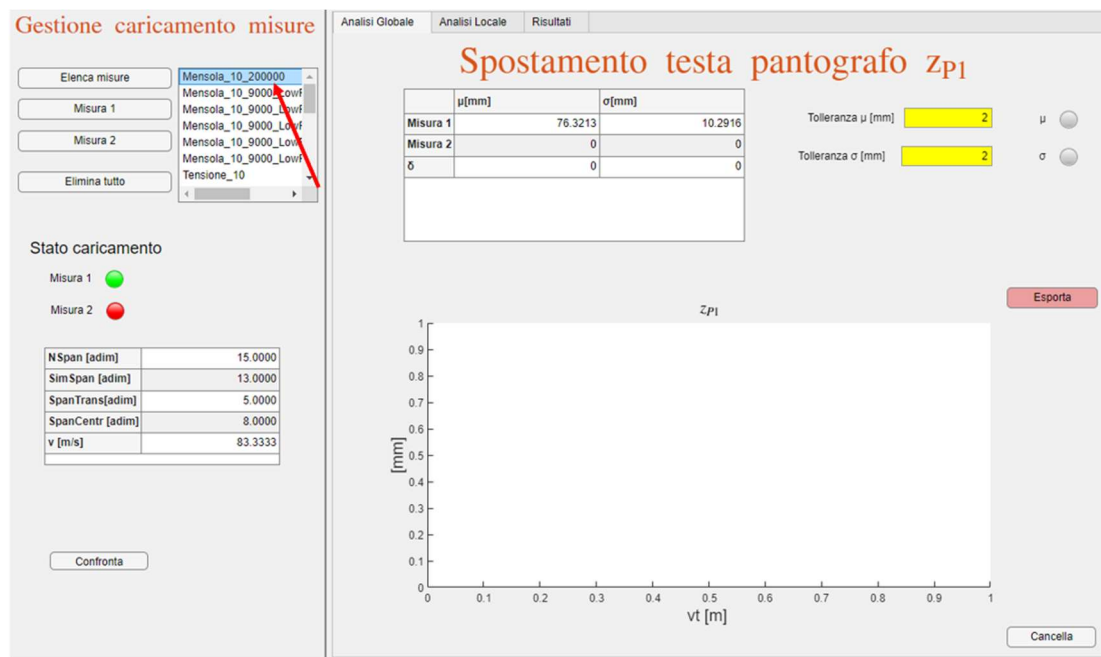 Gestione caricamento misure
Elenca misure
Misura 1
Misura 2
Elimina tutto
Mensola_10_200000
Mensola_10_9000_LowF
Mensola_10_9000_LowF
Mensola_10_9000_LowF
Mensola_10_9000_LowF
Mensola_10_9000_LowF
Tensione_10
Stato caricamento
Misura 1
Misura 2
NSpan [adim] 15.0000
SimSpan [adim] 13.0000
SpanTrans[adim] 5.0000
SpanCentr [adim] 8.0000
v [m/s] 83.3333
Confronta
Analisi Globale Analisi Locale Risultati
Spostamento testa pantografo zP1
µ[mm] σ[mm]
Misura 1 76.3213 10.2916
Misura 2 0 0
δ 0 0
Tolleranza µ [mm] 2 µ
Tolleranza σ [mm] 2 σ
Esporta
zP1
1
0.9
0.8
0.7
0.6
0.5
0.4
0.3
0.2
0.1
0
[mm]
0 0.1 0.2 0.3 0.4 0.5 0.6 0.7 0.8 0.9 1
vt [m]
Cancella